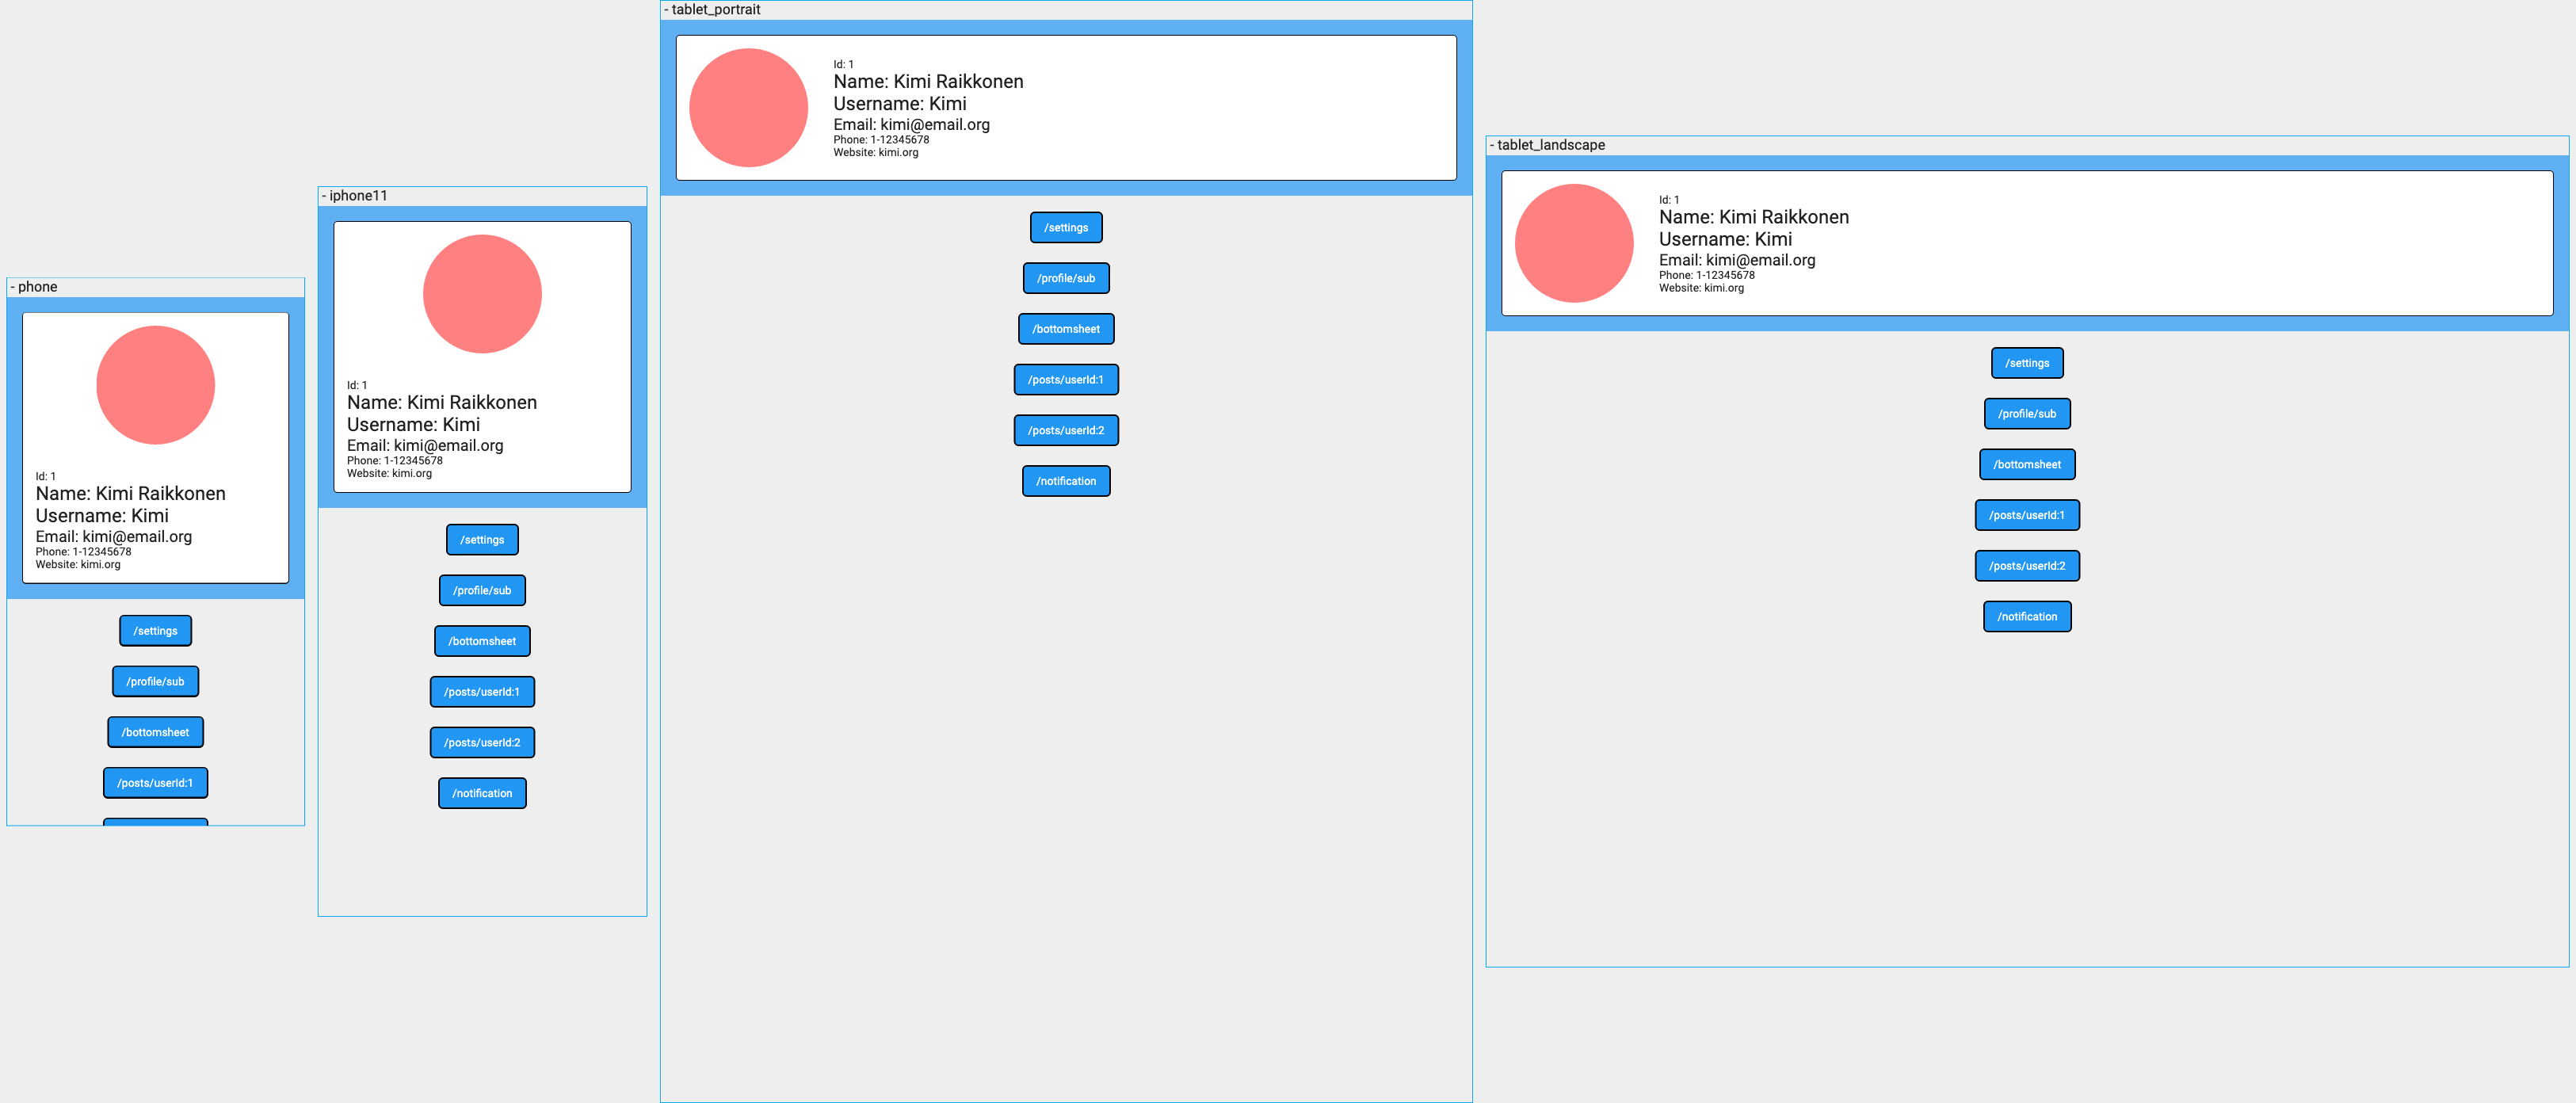 - phone
Id: 1
Name: Kimi Raikkonen
Username: Kimi
Email: kimi@email.org
Phone: 1-12345678
Website: kimi.org
/settings
/profile/sub
/bottomsheet
/posts/userId:1
- iphone11
Id: 1
Name: Kimi Raikkonen
Username: Kimi
Email: kimi@email.org
Phone: 1-12345678
Website: kimi.org
/settings
/profile/sub
/bottomsheet
/posts/userId:1
/posts/userId:2
/notification
- tablet_portrait
Id: 1
Name: Kimi Raikkonen
Username: Kimi
Email: kimi@email.org
Phone: 1-12345678
Website: kimi.org
/settings
/profile/sub
/bottomsheet
/posts/userId:1
/posts/userId:2
/notification
- tablet_landscape
Id: 1
Name: Kimi Raikkonen
Username: Kimi
Email: kimi@email.org
Phone: 1-12345678
Website: kimi.org
/settings
/profile/sub
/bottomsheet
/posts/userId:1
/posts/userId:2
/notification